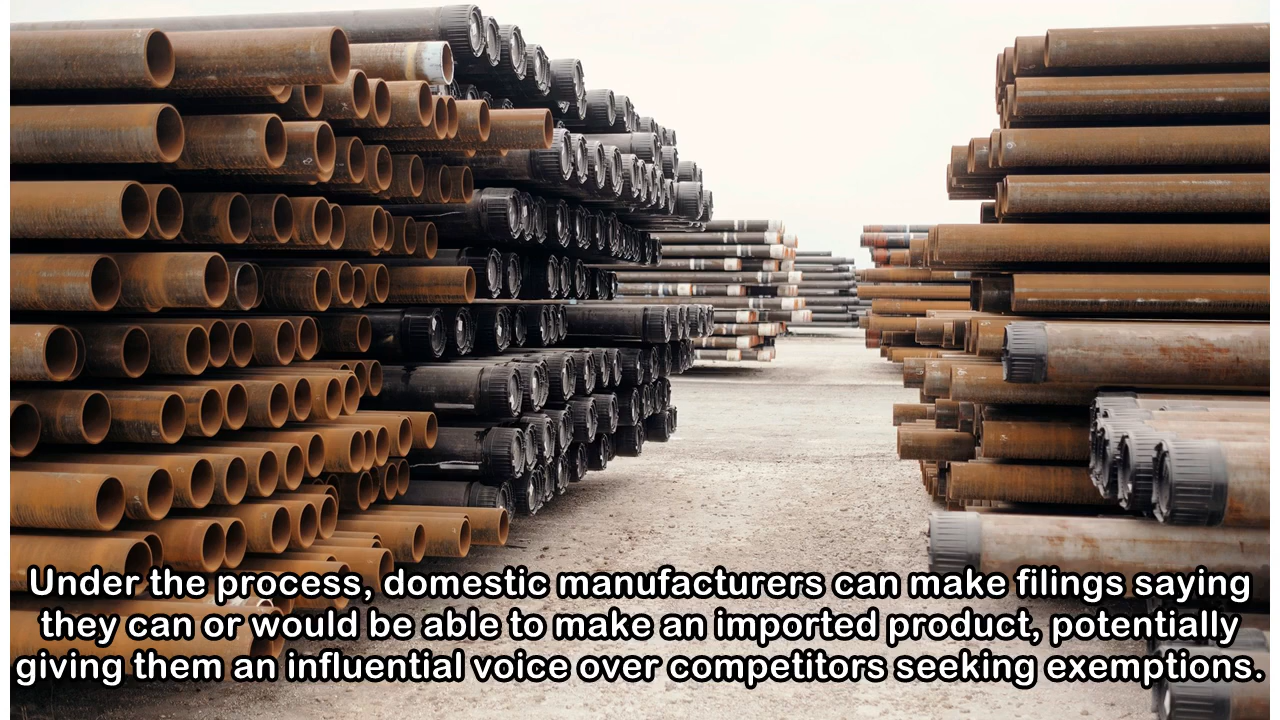 Under the process, domestic manufacturers can make filings saying
they can or would be able to make an imported product, potentially
giving them an influential voice over competitors seeking exemptions.